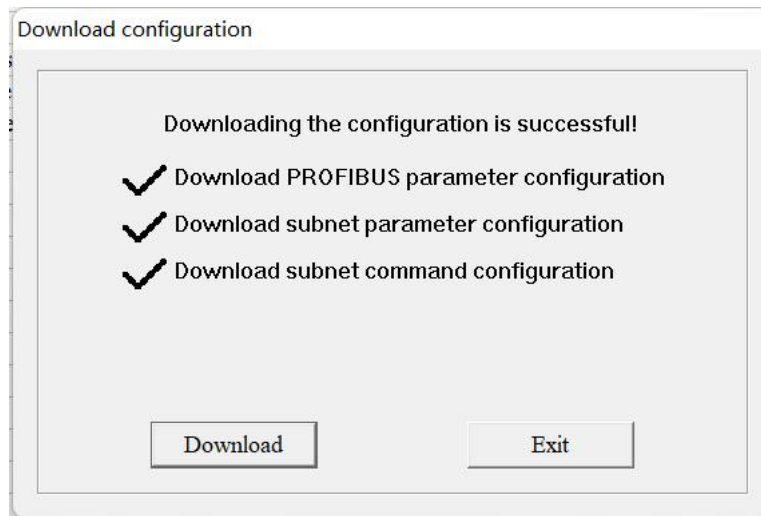 Download configuration
Downloading the configuration is successful!
Download PROFIBUS parameter configuration
Download subnet parameter configuration
Download subnet command configuration
Download
Exit